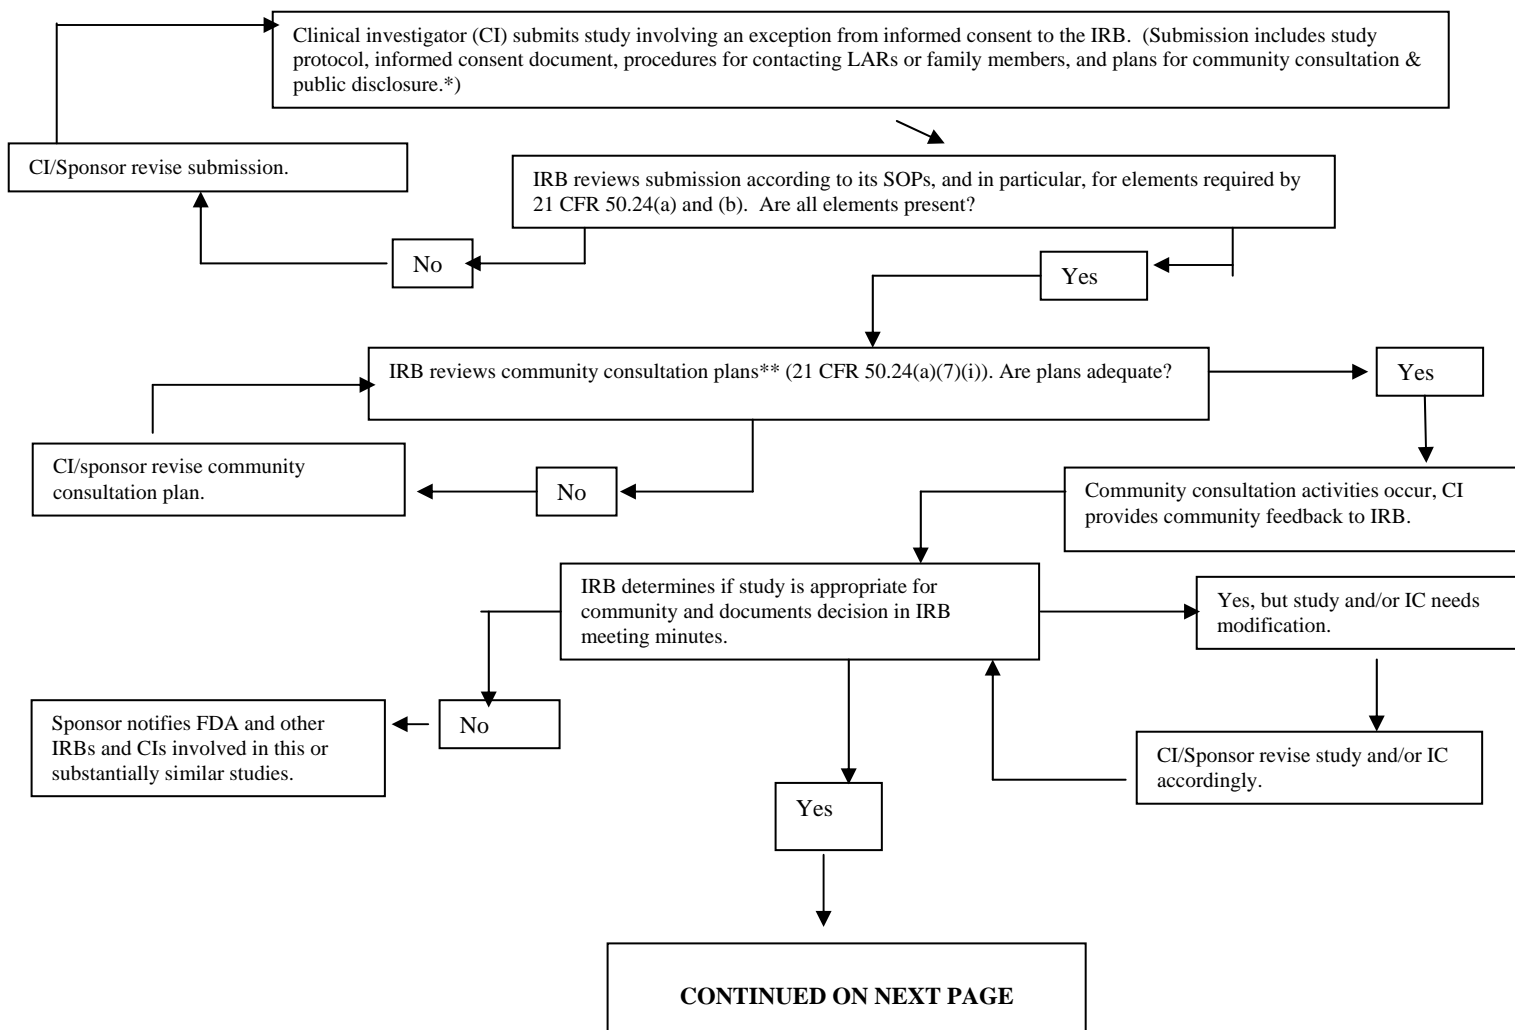 Clinical investigator (CI) submits study involving an exception from informed consent to the IRB. (Submission includes study
protocol, informed consent document, procedures for contacting LARs or family members, and plans for community consultation &
public disclosure.*)
CI/Sponsor revise submission.
IRB reviews submission according to its SOPs, and in particular, for elements required by
21 CFR 50.24(a) and (b). Are all elements present?
No
Yes
IRB reviews community consultation plans** (21 CFR 50.24(a)(7)(i)). Are plans adequate?
Yes
CI/sponsor revise community
consultation plan.
No
Community consultation activities occur, CI
provides community feedback to IRB.
IRB determines if study is appropriate for
community and documents decision in IRB
meeting minutes.
Yes, but study and/or IC needs
modification.
Sponsor notifies FDA and other
IRBs and CIs involved in this or
substantially similar studies.
No
CI/Sponsor revise study and/or IC
accordingly.
Yes
CONTINUED ON NEXT PAGE